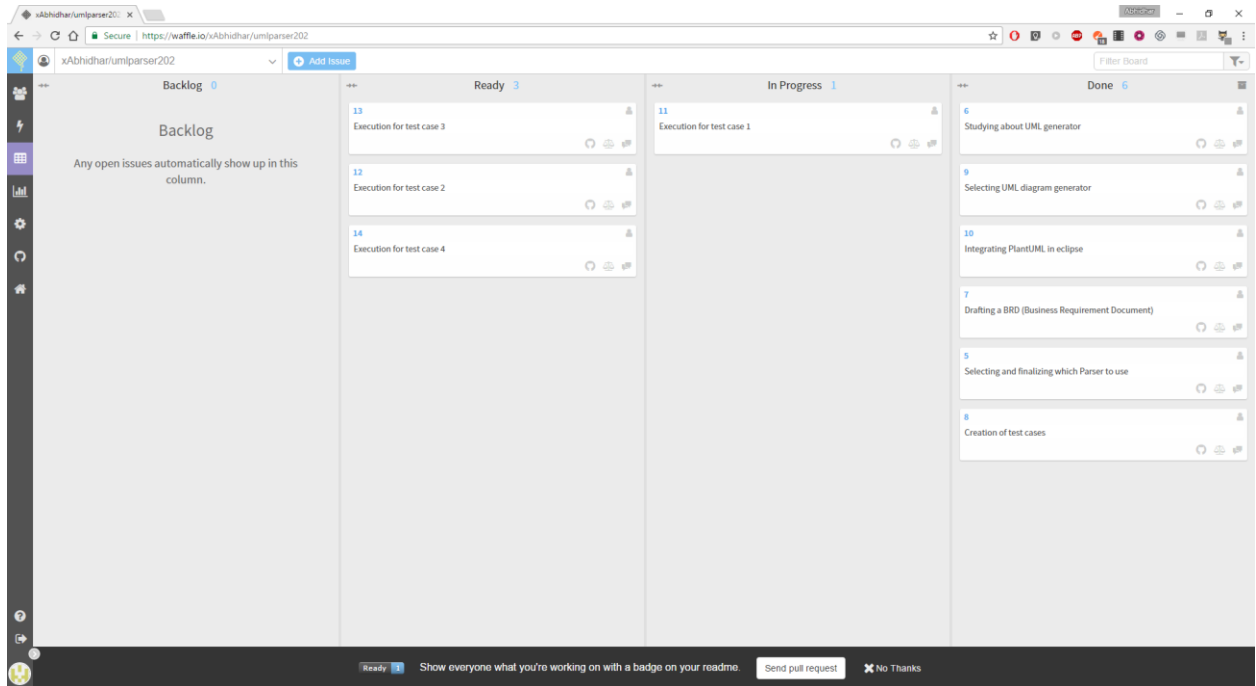 xAbhidhar/umlparser202
Abhidhar
Secure | https://waffle.io/xAbhidhar/umlparser202
xAbhidhar/umlparser202
Add Issue
Filter Board
Backlog 0
Backlog
Any open issues automatically show up in this
column.
Ready 3
13
Execution for test case 3
12
Execution for test case 2
14
Execution for test case 4
In Progress 1
11
Execution for test case 1
Done 6
6
Studying about UML generator
9
Selecting UML diagram generator
10
Integrating PlantUML in eclipse
7
Drafting a BRD (Business Requirement Document)
5
Selecting and finalizing which Parser to use
8
Creation of test cases
Ready 1 Show everyone what you're working on with a badge on your readme. Send pull request No Thanks